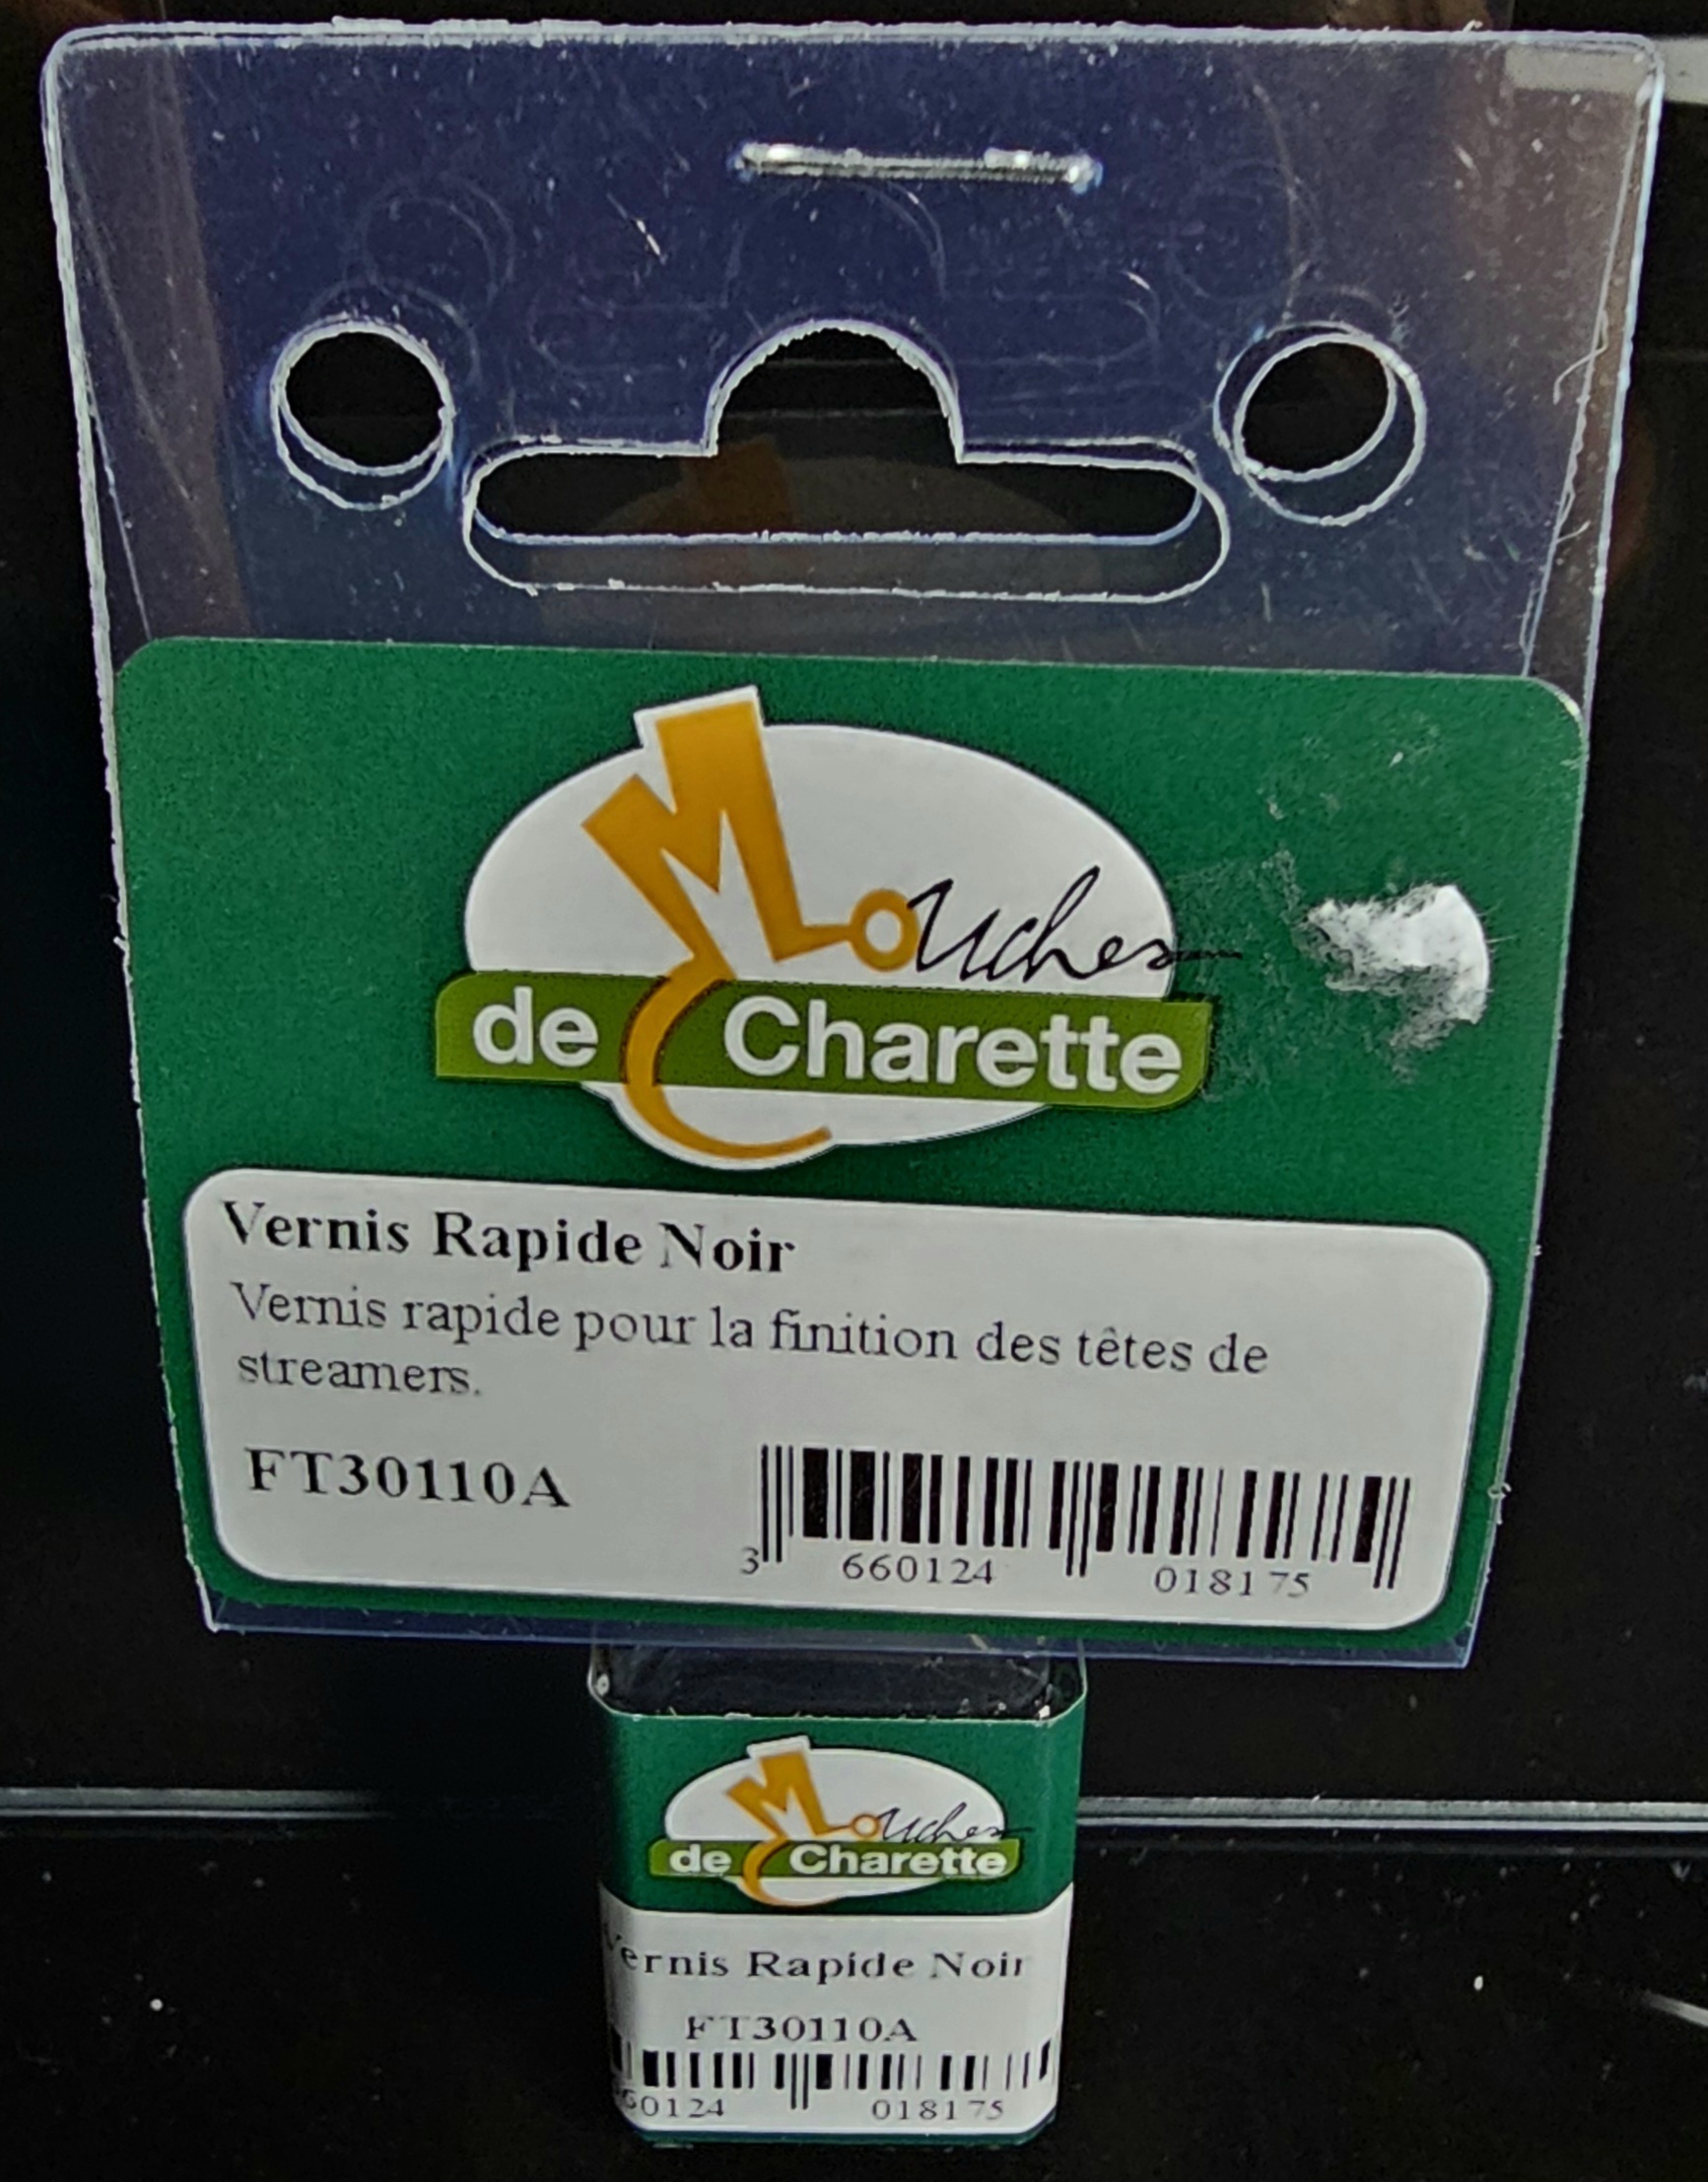 Mouches
de Charette
Vernis Rapide Noir
Vernis rapide pour la finition des têtes de
streamers.
FT30110A
3 660124 018175
Mouches
de Charette
Vernis Rapide Noir
FT30110A
60124 018175